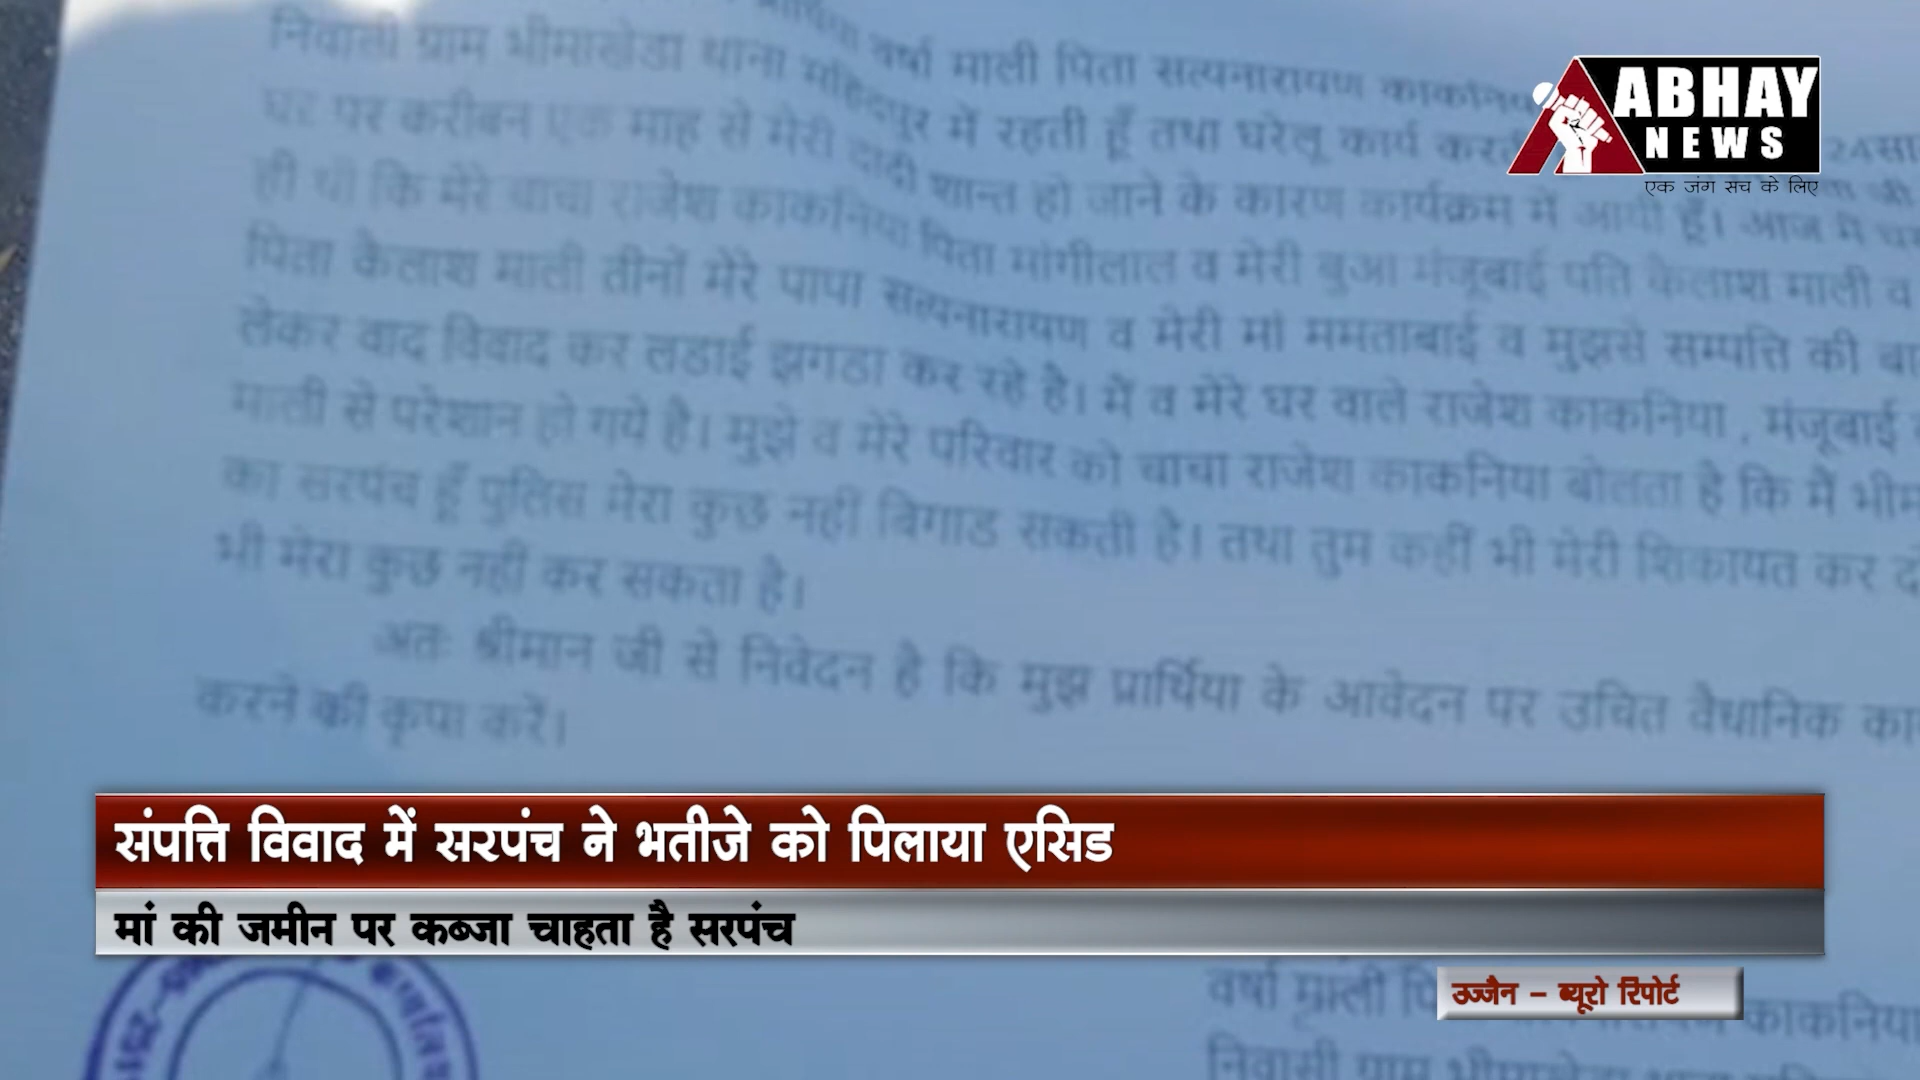 वर्षा माली पिता सत्यनारायण
निवासी ग्राम भीमाखेडा थाना महिदपुर में रहती हूँ तथा घरेलू कार्य
घर पर करीबन एक माह से मेरी दादी शान्त हो जाने के कारण कार्यक्रम में आयी हूँ। आज मैं
ही थी कि मेरे चाचा राजेश काकनिया पिता मांगीलाल व मेरी बुआ मंजूबाई पति कैलाश माली व
पिता कैलाश माली तीनों मेरे पापा सत्यनारायण व मेरी मां ममताबाई व मुझसे सम्पत्ति की
लेकर वाद विवाद कर लडाई झगडा कर रहे है। में व मेरे घर वाले राजेश काकनिया , मंजूबाई
माली से परेशान हो गये है। मुझे व मेरे परिवार को चाचा राजेश काकनिया बोलता है कि मैं
का सरपंच हूँ पुलिस मेरा कुछ नहीं बिगाड सकती है। तथा तुम कहीं भी मेरी शिकायत कर दो
भी मेरा कुछ नहीं कर सकता है।
अतः श्रीमान जी से निवेदन है कि मुझ प्रार्थिया के आवेदन पर उचित वैधानिक
करने की कृपा करें।
ABHAY
NEWS
एक जंग सच के लिए
संपत्ति विवाद में सरपंच ने भतीजे को पिलाया एसिड
मां की जमीन पर कब्जा चाहता है सरपंच
उज्जैन – ब्यूरो रिपोर्ट
वर्षा माली काकनिया
निवासी ग्राम